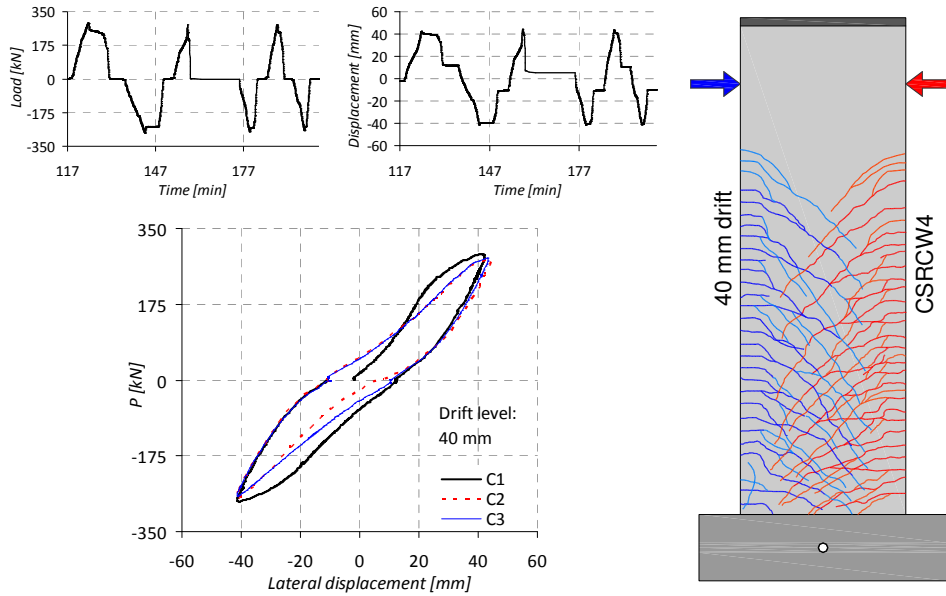 350
175
0
-175
-350
Load [kN]
117
147
177
Time [min]
60
40
20
0
-20
-40
-60
Displacement [mm]
117
147
177
Time [min]
350
175
0
-175
-350
P [kN]
-60
-40
-20
0
20
40
60
Lateral displacement [mm]
Drift level:
40 mm
C1
C2
C3
40 mm drift
CSRCW4